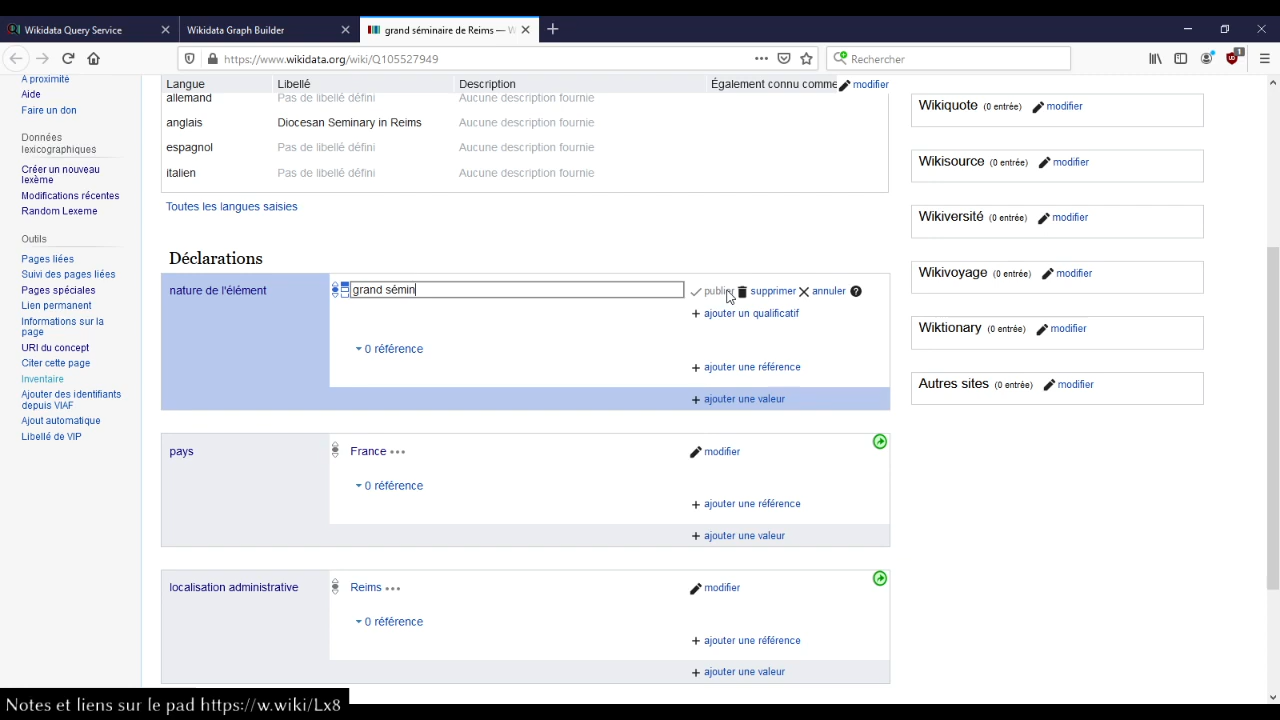 Wikidata Query Service
Wikidata Graph Builder
grand séminaire de Reims — W
https://www.wikidata.org/wiki/Q105527949
Rechercher
1
À proximité
Aide
Faire un don
Données
lexicographiques
Créer un nouveau
lexème
Modifications récentes
Random Lexeme
Outils
Pages liées
Suivi des pages liées
Pages spéciales
Lien permanent
Informations sur la
page
URI du concept
Citer cette page
Inventaire
Ajouter des identifiants
depuis VIAF
Ajout automatique
Libellé de VIP
Langue Libellé Description Également connu comme modifier
allemand Pas de libellé défini Aucune description fournie
anglais Diocesan Seminary in Reims Aucune description fournie
espagnol Pas de libellé défini Aucune description fournie
italien Pas de libellé défini Aucune description fournie
Toutes les langues saisies
Déclarations
nature de l'élément grand sémin publier supprimer annuler ?
+ ajouter un qualificatif
0 référence
+ ajouter une référence
+ ajouter une valeur
pays France modifier
0 référence
+ ajouter une référence
+ ajouter une valeur
localisation administrative Reims modifier
0 référence
+ ajouter une référence
+ ajouter une valeur
Wikiquote (0 entrée) modifier
Wikisource (0 entrée) modifier
Wikiversité (0 entrée) modifier
Wikivoyage (0 entrée) modifier
Wiktionary (0 entrée) modifier
Autres sites (0 entrée) modifier
Notes et liens sur le pad https://w.wiki/Lx8